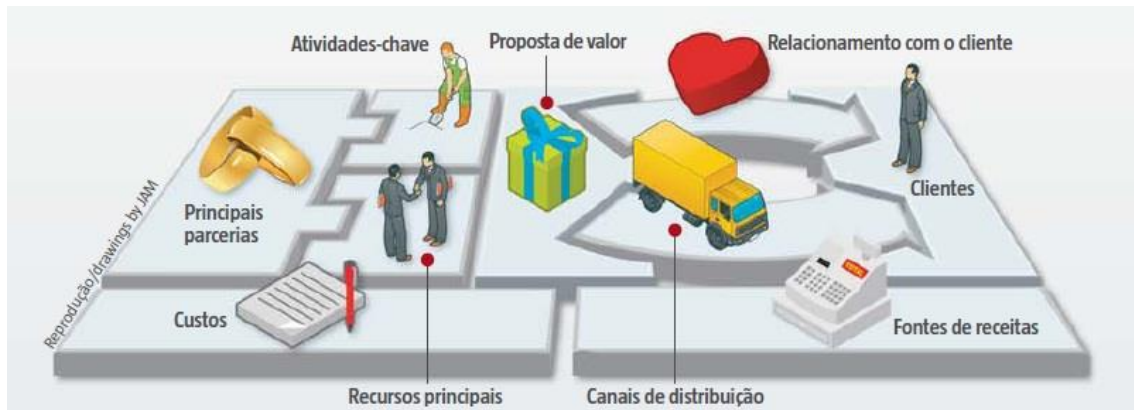 Atividades-chave
Proposta de valor
Relacionamento com o cliente
Principais
parcerias
Clientes
Custos
Fontes de receitas
Recursos principais
Canais de distribuição
Reprodução/drawings by JAM
TOTAL